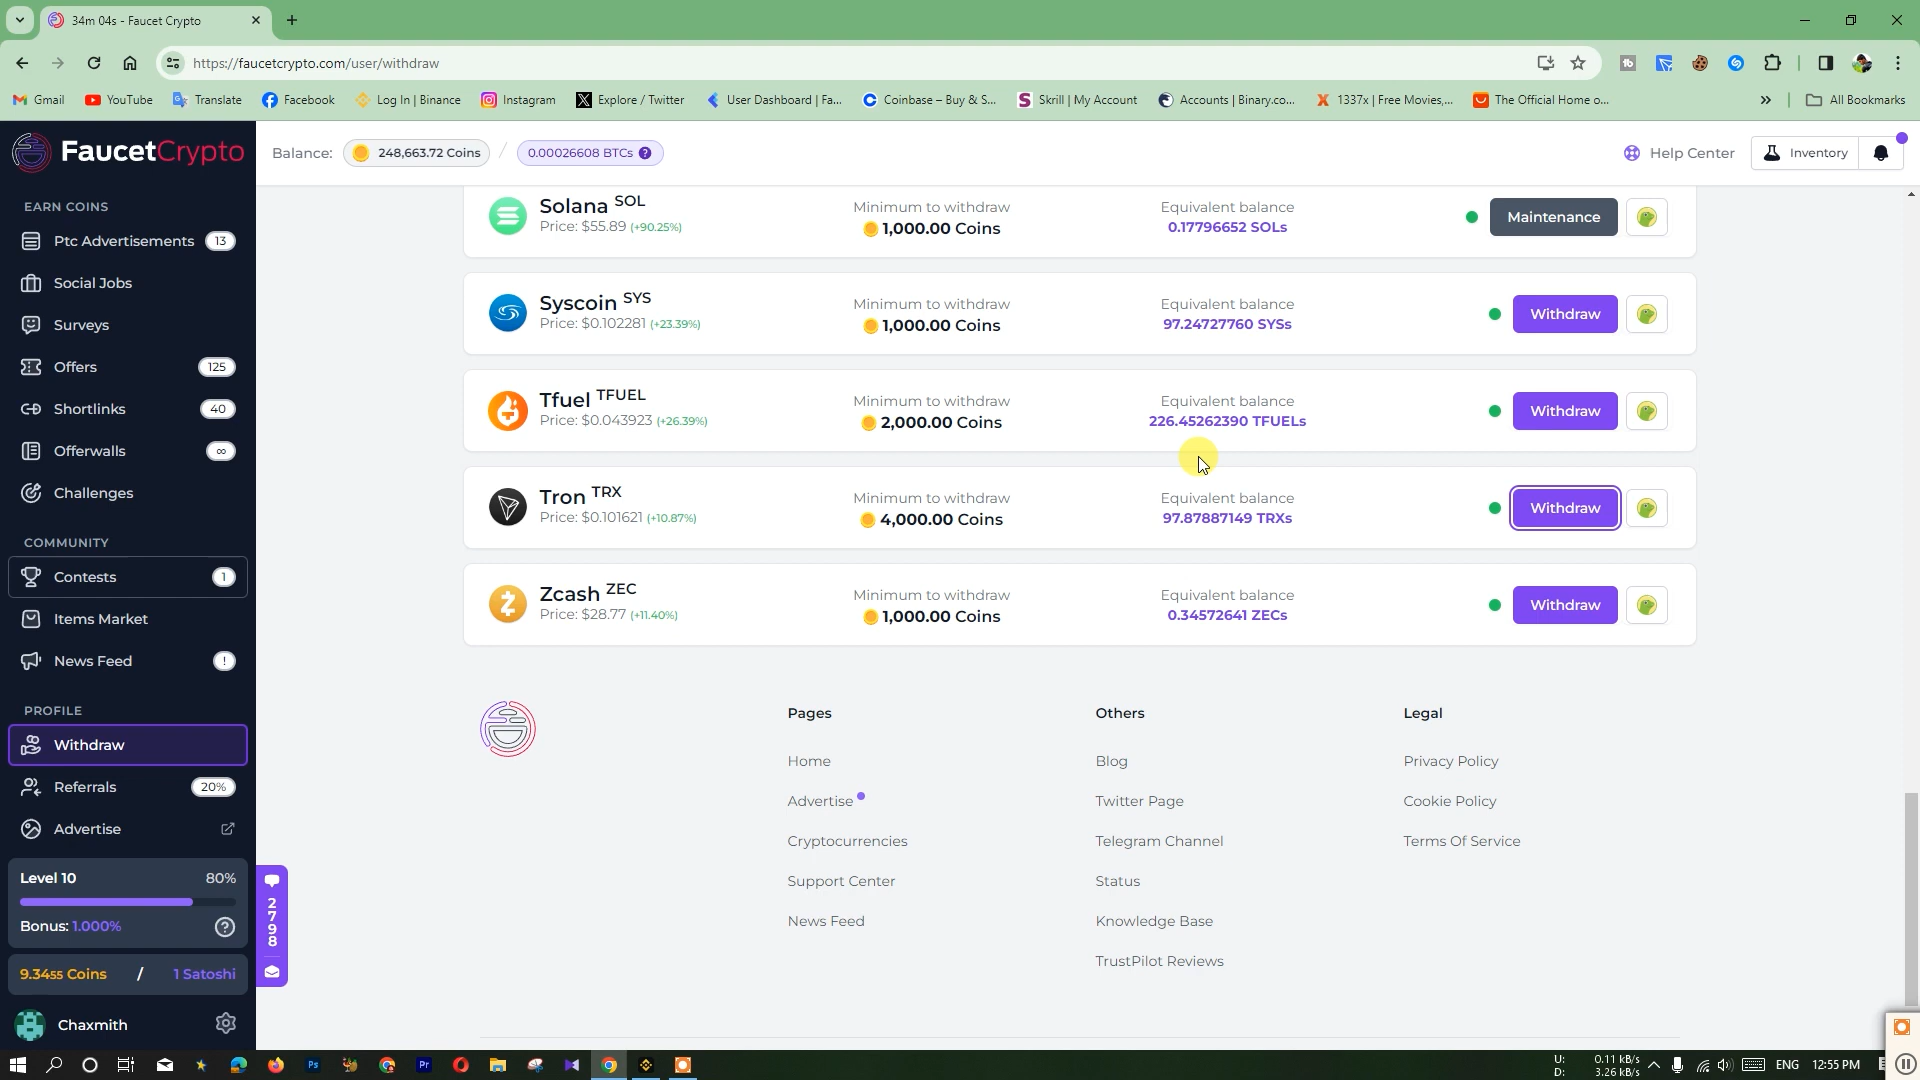 34m 04s - Faucet Crypto
https://faucetcrypto.com/user/withdraw
Gmail YouTube Translate Facebook Log In | Binance Instagram Explore / Twitter User Dashboard | Fa... Coinbase – Buy & S... Skrill | My Account Accounts | Binary.co... 1337x | Free Movies,... The Official Home o... » All Bookmarks
FaucetCrypto
Balance: 248,663.72 Coins / 0.00026608 BTCs ? Help Center Inventory
EARN COINS
Ptc Advertisements 13
Social Jobs
Surveys
Offers 125
Shortlinks 40
Offerwalls ∞
Challenges
COMMUNITY
Contests 1
Items Market
News Feed !
PROFILE
Withdraw
Referrals 20%
Advertise
Level 10 80%
Bonus: 1.000% ?
9.3455 Coins / 1 Satoshi
Chaxmith
2798
Solana SOL
Price: $55.89 (+90.25%)
Minimum to withdraw
1,000.00 Coins
Equivalent balance
0.17796652 SOLs
Maintenance
Syscoin SYS
Price: $0.102281 (+23.39%)
Minimum to withdraw
1,000.00 Coins
Equivalent balance
97.24727760 SYSs
Withdraw
Tfuel TFUEL
Price: $0.043923 (+26.39%)
Minimum to withdraw
2,000.00 Coins
Equivalent balance
226.45262390 TFUELs
Withdraw
Tron TRX
Price: $0.101621 (+10.87%)
Minimum to withdraw
4,000.00 Coins
Equivalent balance
97.87887149 TRXs
Withdraw
Zcash ZEC
Price: $28.77 (+11.40%)
Minimum to withdraw
1,000.00 Coins
Equivalent balance
0.34572641 ZECs
Withdraw
Pages
Home
Advertise
Cryptocurrencies
Support Center
News Feed
Others
Blog
Twitter Page
Telegram Channel
Status
Knowledge Base
TrustPilot Reviews
Legal
Privacy Policy
Cookie Policy
Terms Of Service
U: 0.11 kB/s
D: 3.26 kB/s
ENG 12:55 PM